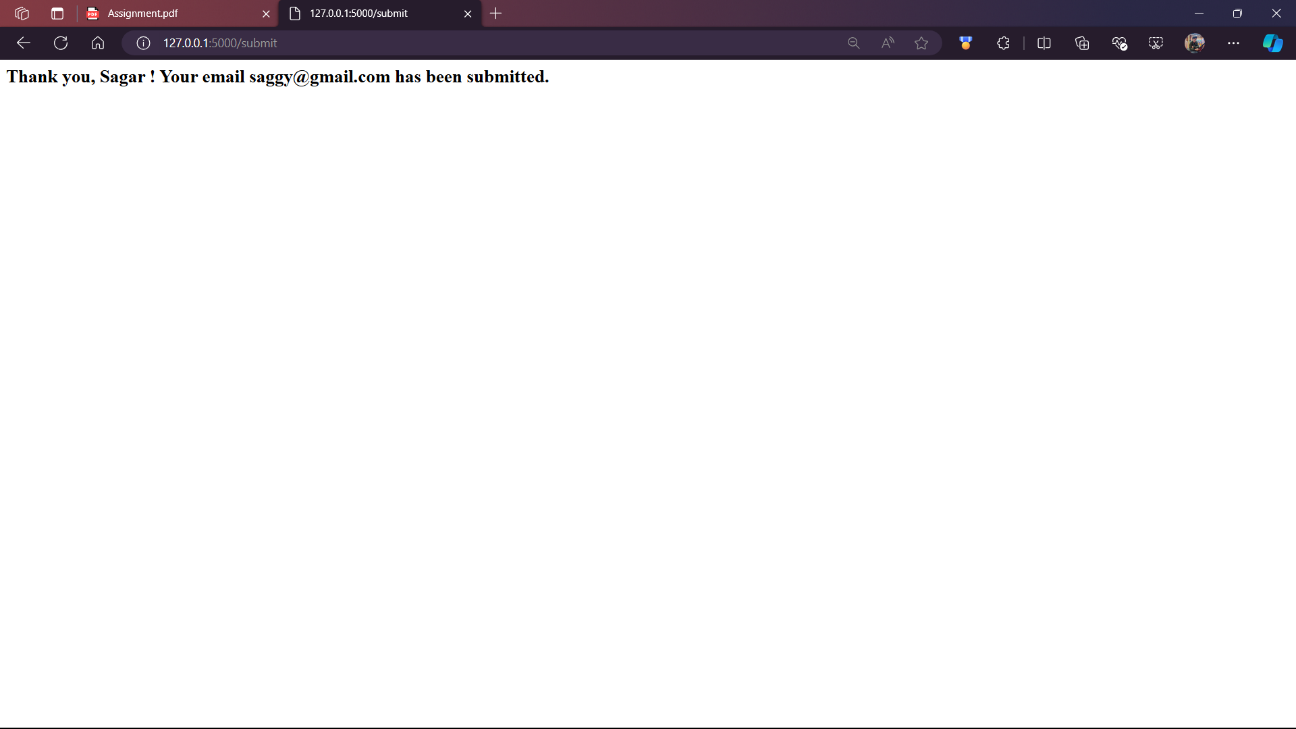 Assignment.pdf
127.0.0.1:5000/submit
127.0.0.1:5000/submit
Thank you, Sagar ! Your email saggy@gmail.com has been submitted.